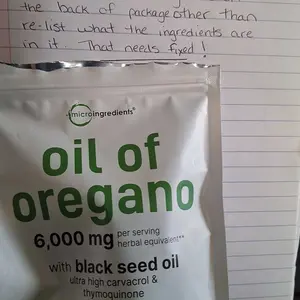 the back of package other than
re-list what the ingredients are
in it. That needs fixed!
microingredients®
oil of
oregano
6,000 mg per serving
herbal equivalent**
with black seed oil
ultra high carvacrol &
thymoquinone